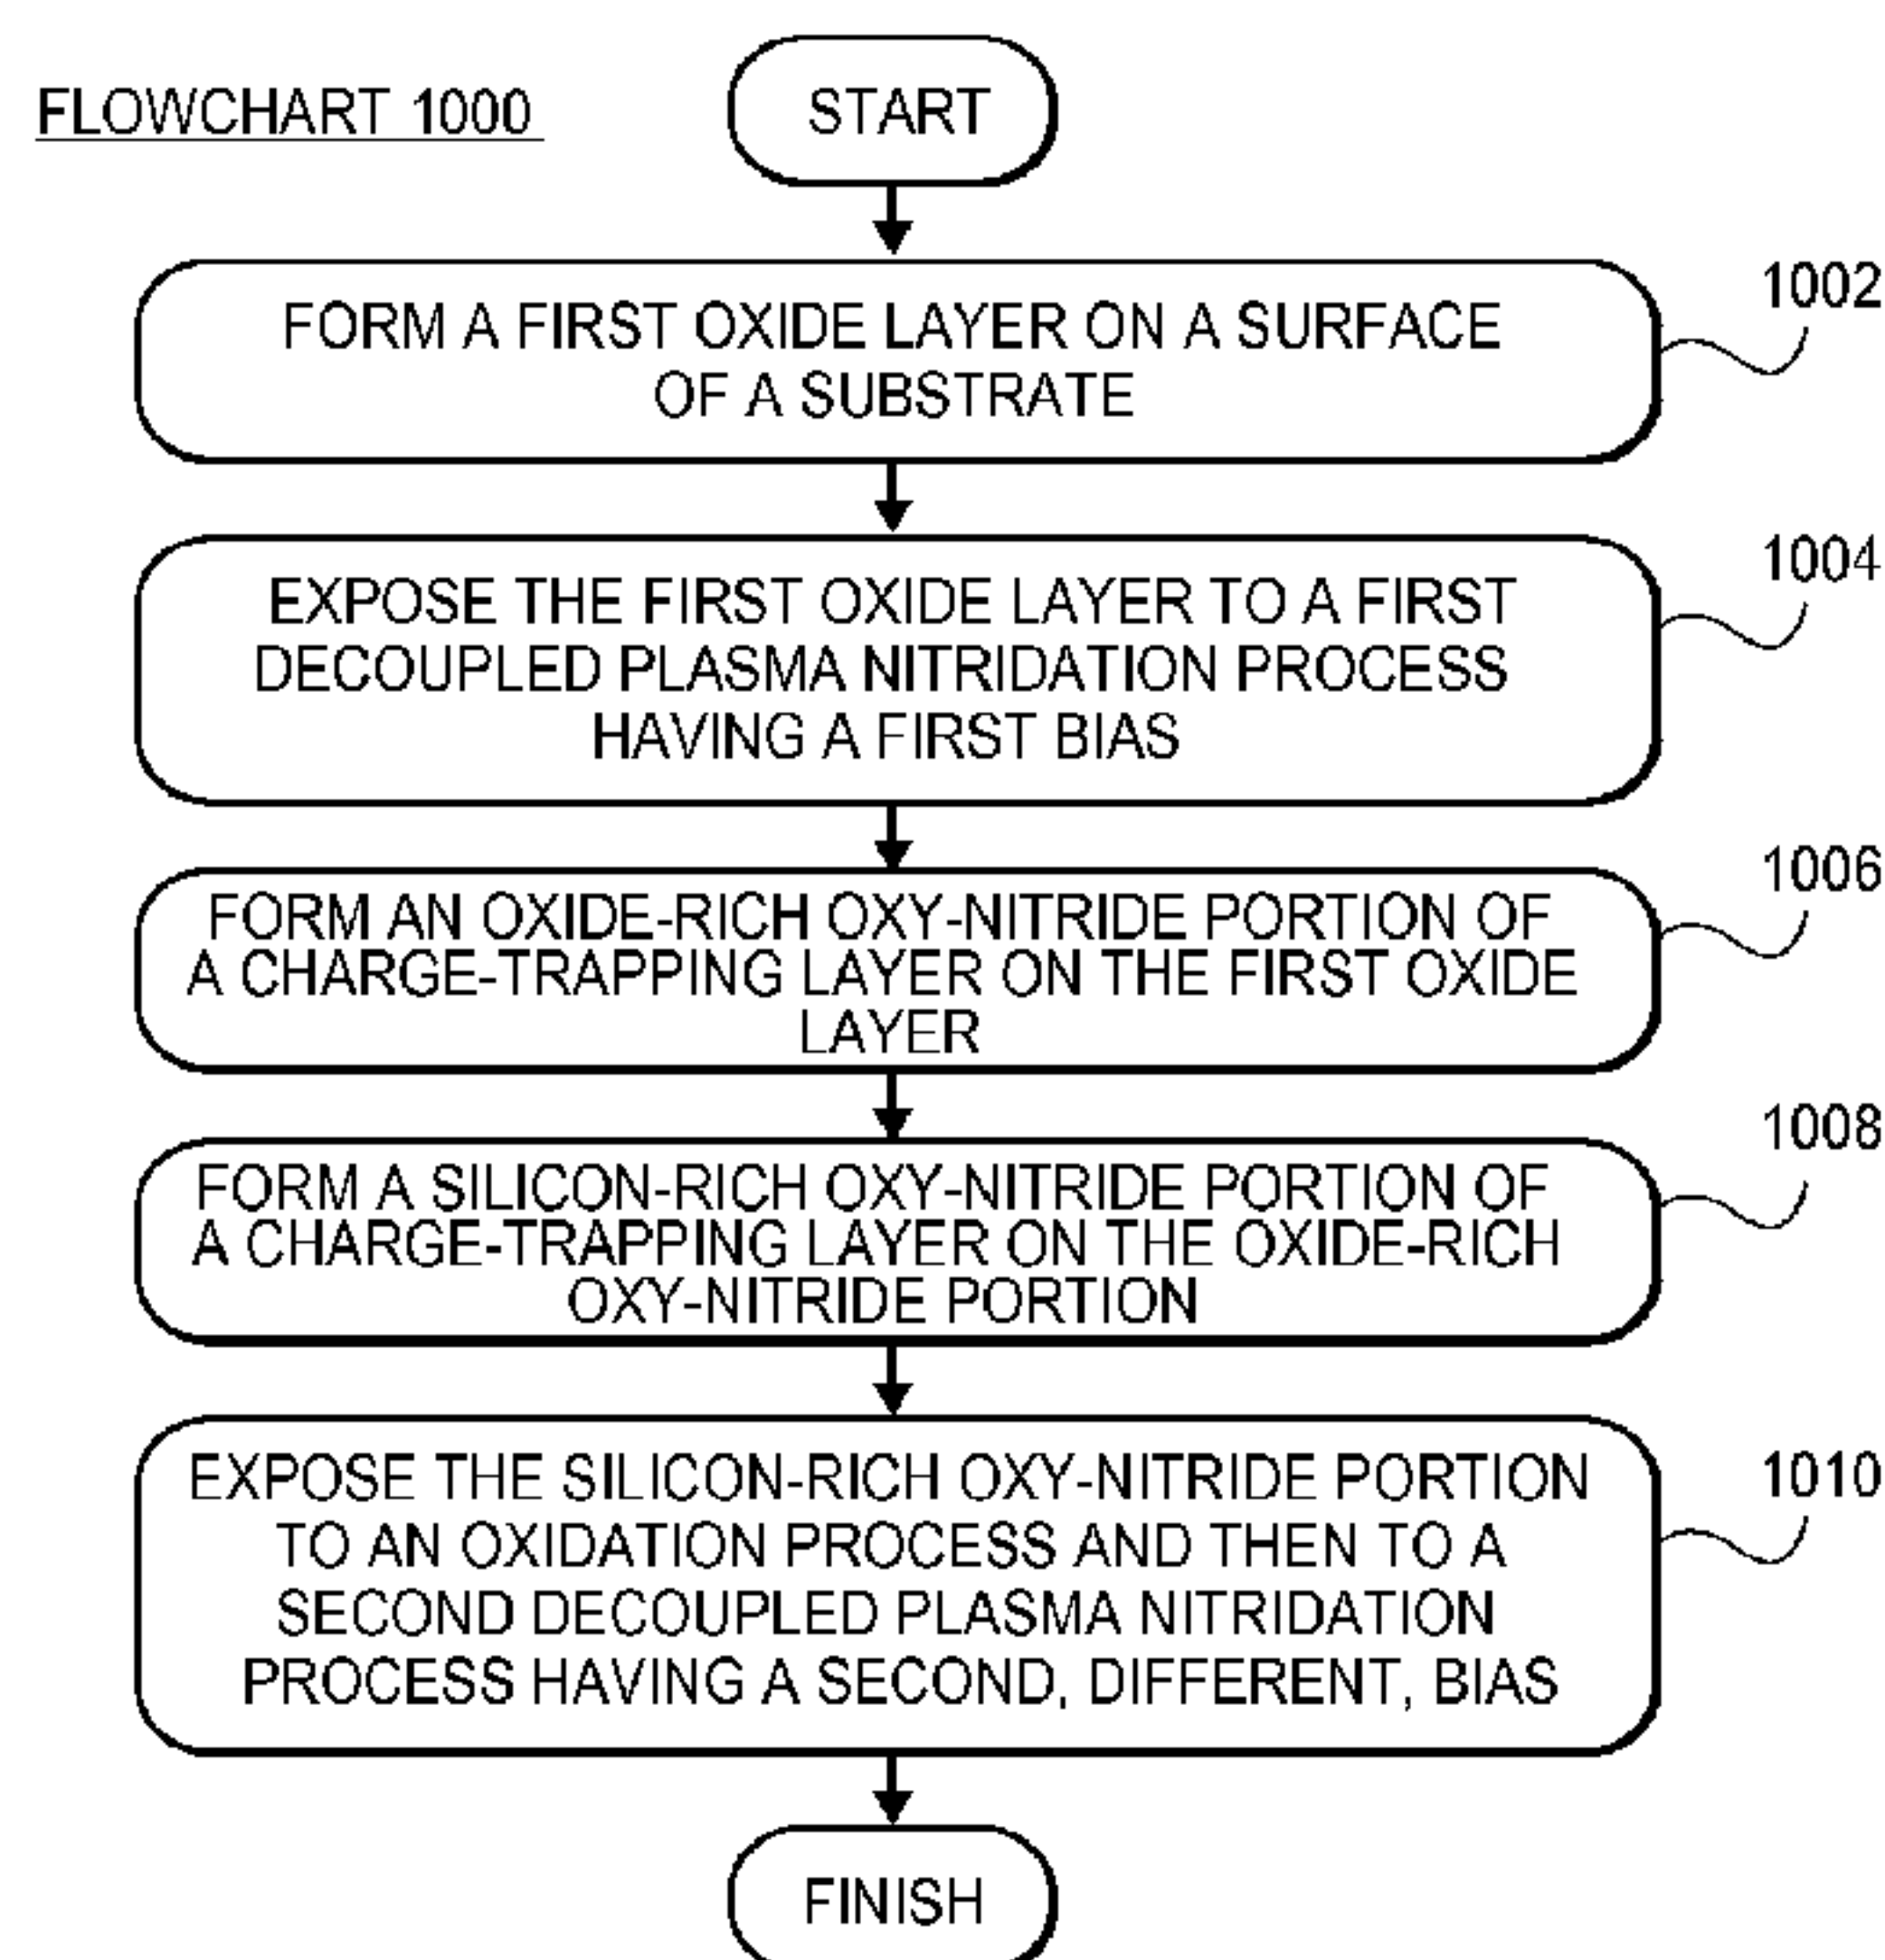 FLOWCHART 1000
START
1002
FORM A FIRST OXIDE LAYER ON A SURFACE
OF A SUBSTRATE
1004
EXPOSE THE FIRST OXIDE LAYER TO A FIRST
DECOUPLED PLASMA NITRIDATION PROCESS
HAVING A FIRST BIAS
1006
FORM AN OXIDE-RICH OXY-NITRIDE PORTION OF
A CHARGE-TRAPPING LAYER ON THE FIRST OXIDE
LAYER
1008
FORM A SILICON-RICH OXY-NITRIDE PORTION OF
A CHARGE-TRAPPING LAYER ON THE OXIDE-RICH
OXY-NITRIDE PORTION
1010
EXPOSE THE SILICON-RICH OXY-NITRIDE PORTION
TO AN OXIDATION PROCESS AND THEN TO A
SECOND DECOUPLED PLASMA NITRIDATION
PROCESS HAVING A SECOND, DIFFERENT, BIAS
FINISH